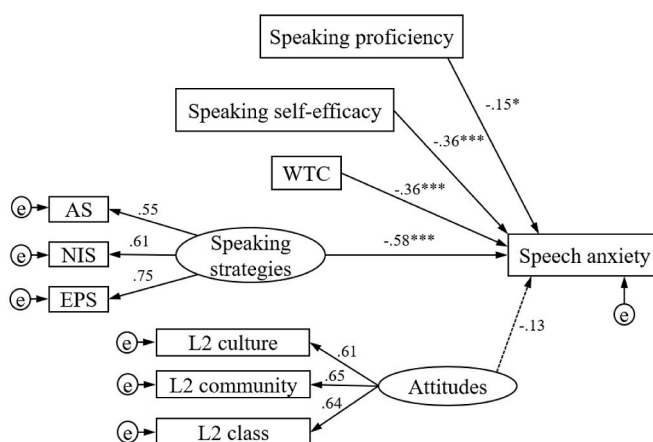 Speaking proficiency
-.15*
Speaking self-efficacy
-.36***
WTC
-.36***
e
AS
.55
e
NIS
.61
Speaking
strategies
-.58***
Speech anxiety
e
EPS
.75
e
-.13
e
L2 culture
.61
e
L2 community
.65
Attitudes
e
L2 class
.64